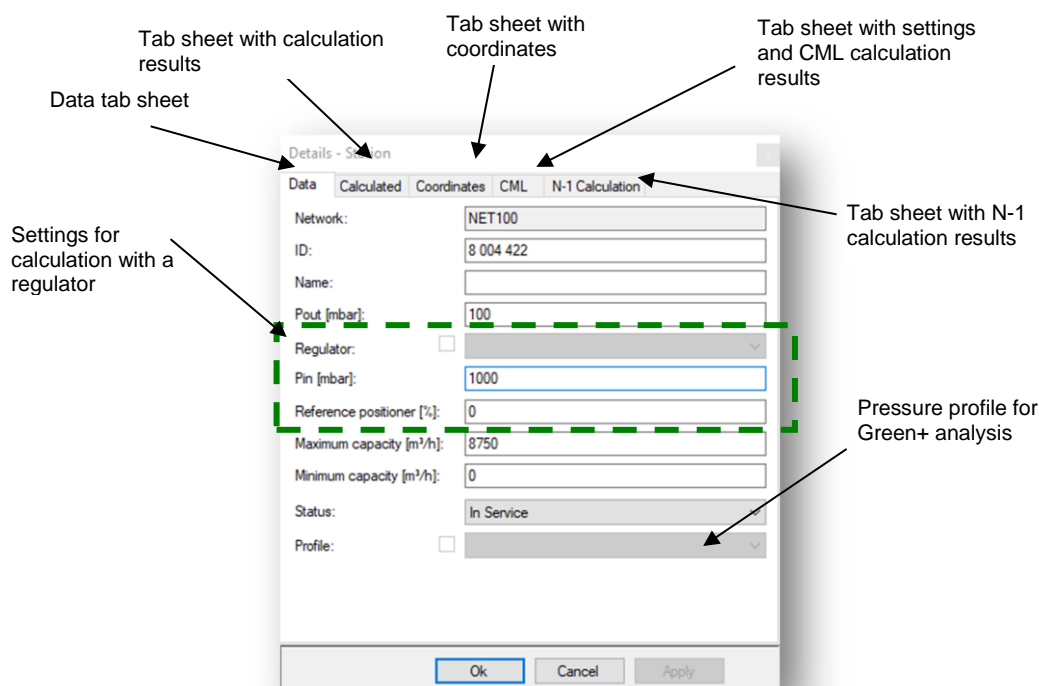 Tab sheet with calculation
results
Tab sheet with
coordinates
Tab sheet with settings
and CML calculation
results
Data tab sheet
Details - Station
Data Calculated Coordinates CML N-1 Calculation
Tab sheet with N-1
calculation results
Settings for
calculation with a
regulator
Network: NET100
ID: 8 004 422
Name:
Pout [mbar]: 100
Regulator:
Pin [mbar]: 1000
Reference positioner [%]: 0
Maximum capacity [m³/h]: 8750
Minimum capacity [m³/h]: 0
Status: In Service
Profile:
Pressure profile for
Green+ analysis
Ok Cancel Apply